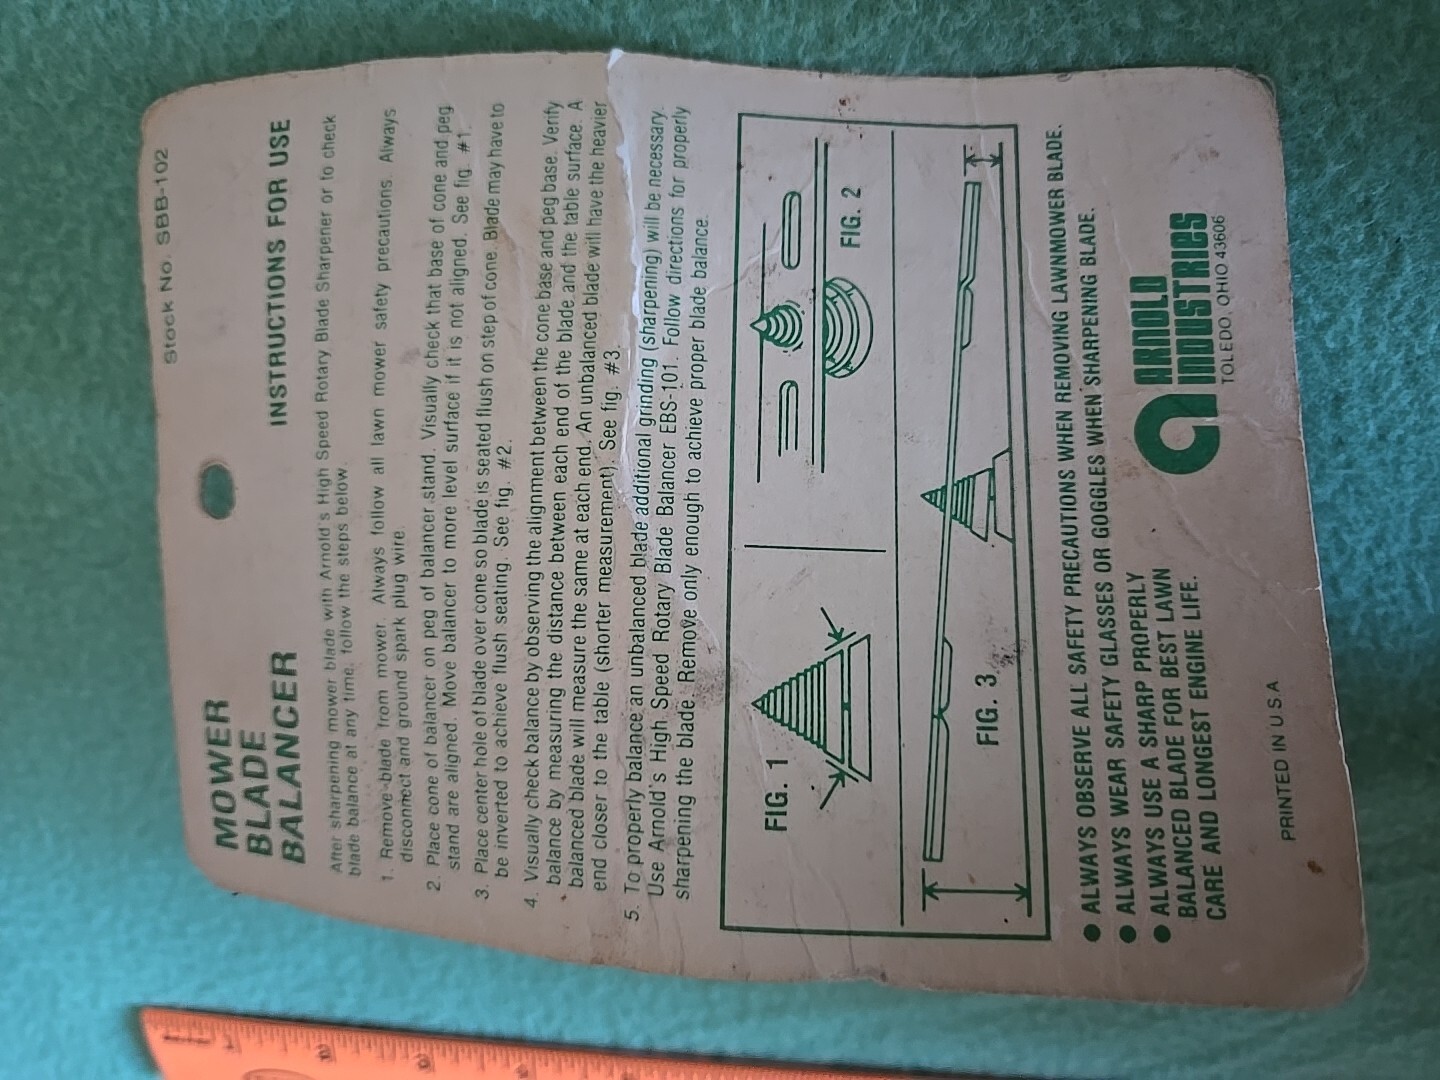 Stock No. SBB-102
MOWER
BLADE
BALANCER
INSTRUCTIONS FOR USE
After sharpening mower blade with Arnold's High Speed Rotary Blade Sharpener or to check
blade balance at any time, follow the steps below.
1. Remove blade from mower. Always follow all lawn mower safety precautions. Always
disconnect and ground spark plug wire.
2. Place cone of balancer on peg of balancer stand. Visually check that base of cone and peg
stand are aligned. Move balancer to more level surface if it is not aligned. See fig. #1.
3. Place center hole of blade over cone so blade is seated flush on step of cone. Blade may have to
be inverted to achieve flush seating. See fig. #2.
4. Visually check balance by observing the alignment between the cone base and peg base. Verify
balance by measuring the distance between each end of the blade and the table surface. A
balanced blade will measure the same at each end. An unbalanced blade will have the heavier
end closer to the table (shorter measurement). See fig. #3.
5. To properly balance an unbalanced blade additional grinding (sharpening) will be necessary.
Use Arnold's High Speed Rotary Blade Balancer EBS-101. Follow directions for properly
sharpening the blade. Remove only enough to achieve proper blade balance.
FIG. 1
FIG. 2
FIG. 3
● ALWAYS OBSERVE ALL SAFETY PRECAUTIONS WHEN REMOVING LAWNMOWER BLADE.
● ALWAYS WEAR SAFETY GLASSES OR GOGGLES WHEN SHARPENING BLADE.
● ALWAYS USE A SHARP PROPERLY
BALANCED BLADE FOR BEST LAWN
CARE AND LONGEST ENGINE LIFE.
a ARNOLD
INDUSTRIES
TOLEDO, OHIO 43606
PRINTED IN U.S.A.